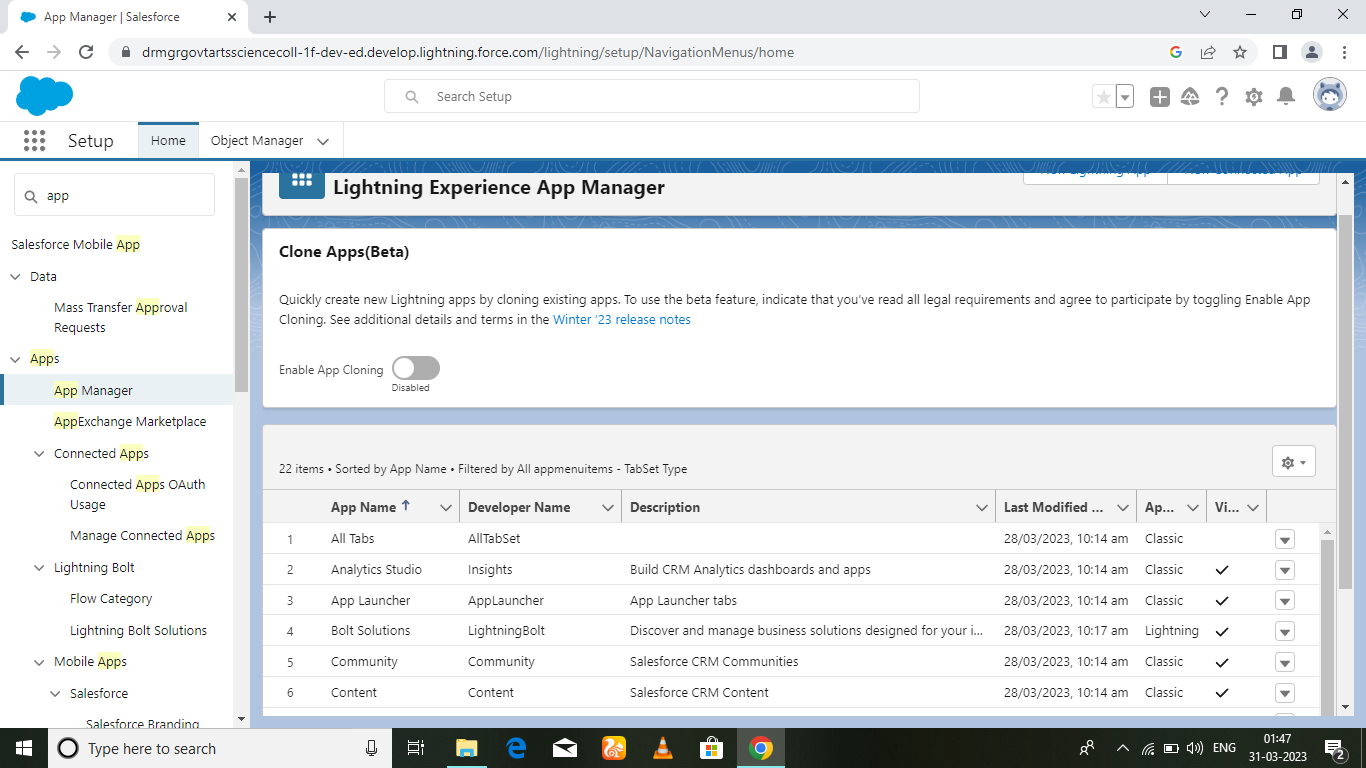 App Manager | Salesforce
drmgrgovtartssciencecoll-1f-dev-ed.develop.lightning.force.com/lightning/setup/NavigationMenus/home
Search Setup
Setup
Home
Object Manager
app
Salesforce Mobile App
Data
Mass Transfer Approval
Requests
Apps
App Manager
AppExchange Marketplace
Connected Apps
Connected Apps OAuth
Usage
Manage Connected Apps
Lightning Bolt
Flow Category
Lightning Bolt Solutions
Mobile Apps
Salesforce
Salesforce Branding
Lightning Experience App Manager
Clone Apps(Beta)
Quickly create new Lightning apps by cloning existing apps. To use the beta feature, indicate that you've read all legal requirements and agree to participate by toggling Enable App
Cloning. See additional details and terms in the Winter '23 release notes
Enable App Cloning
Disabled
22 items • Sorted by App Name • Filtered by All appmenuitems - TabSet Type
App Name Developer Name Description Last Modified ... Ap... Vi...
1 All Tabs AllTabSet 28/03/2023, 10:14 am Classic
2 Analytics Studio Insights Build CRM Analytics dashboards and apps 28/03/2023, 10:14 am Classic
3 App Launcher AppLauncher App Launcher tabs 28/03/2023, 10:14 am Classic
4 Bolt Solutions LightningBolt Discover and manage business solutions designed for your i... 28/03/2023, 10:17 am Lightning
5 Community Community Salesforce CRM Communities 28/03/2023, 10:14 am Classic
6 Content Content Salesforce CRM Content 28/03/2023, 10:14 am Classic
Type here to search
ENG
01:47
31-03-2023
2